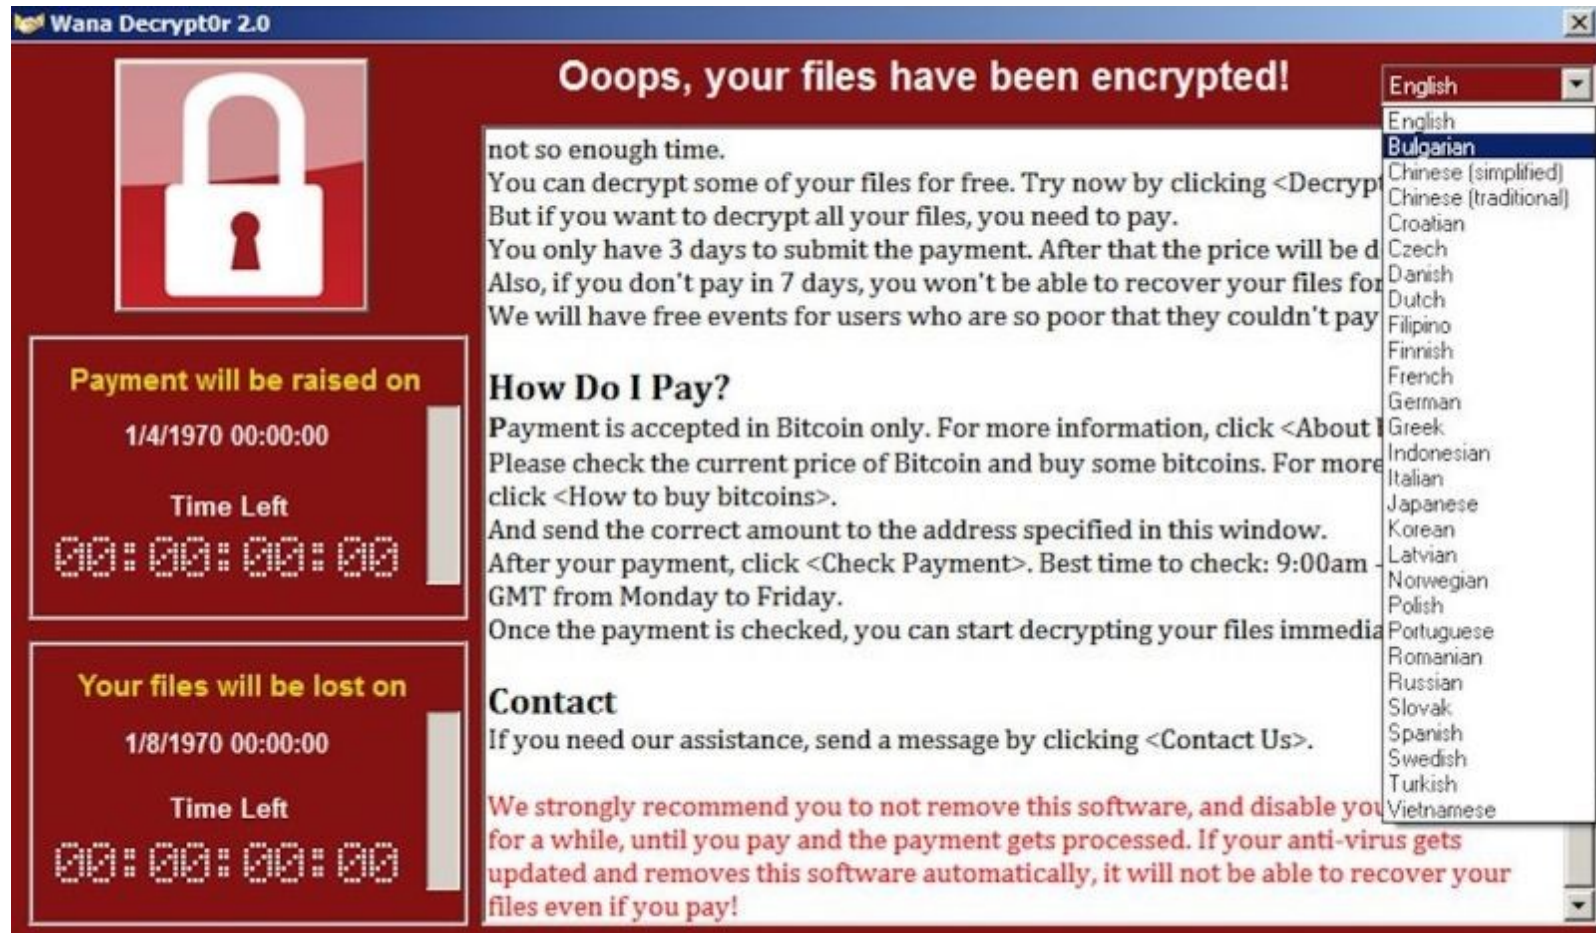 Wana Decrypt0r 2.0
Ooops, your files have been encrypted!
English
not so enough time.
You can decrypt some of your files for free. Try now by clicking <Decrypt
But if you want to decrypt all your files, you need to pay.
You only have 3 days to submit the payment. After that the price will be d
Also, if you don't pay in 7 days, you won't be able to recover your files for
We will have free events for users who are so poor that they couldn't pay
How Do I Pay?
Payment is accepted in Bitcoin only. For more information, click <About
Please check the current price of Bitcoin and buy some bitcoins. For more
click <How to buy bitcoins>.
And send the correct amount to the address specified in this window.
After your payment, click <Check Payment>. Best time to check: 9:00am -
GMT from Monday to Friday.
Once the payment is checked, you can start decrypting your files immedia
Contact
If you need our assistance, send a message by clicking <Contact Us>.
We strongly recommend you to not remove this software, and disable you
for a while, until you pay and the payment gets processed. If your anti-virus gets
updated and removes this software automatically, it will not be able to recover your
files even if you pay!
English
Bulgarian
Chinese (simplified)
Chinese (traditional)
Croatian
Czech
Danish
Dutch
Filipino
Finnish
French
German
Greek
Indonesian
Italian
Japanese
Korean
Latvian
Norwegian
Polish
Portuguese
Romanian
Russian
Slovak
Spanish
Swedish
Turkish
Vietnamese
Payment will be raised on
1/4/1970 00:00:00
Time Left
00:00:00:00
Your files will be lost on
1/8/1970 00:00:00
Time Left
00:00:00:00